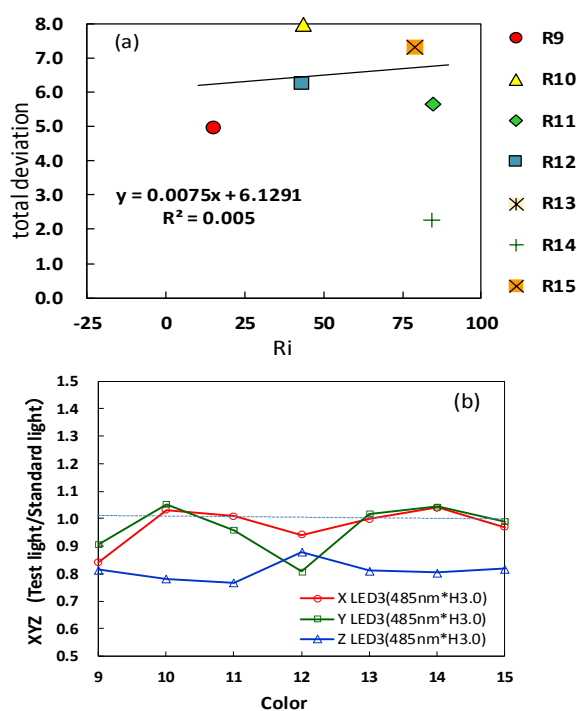 (a)
8.0
7.0
6.0
5.0
4.0
3.0
2.0
1.0
0.0
total deviation
y = 0.0075x + 6.1291
R² = 0.005
-25 0 25 50 75 100
Ri
R9
R10
R11
R12
R13
R14
R15
(b)
1.5
1.4
1.3
1.2
1.1
1.0
0.9
0.8
0.7
0.6
0.5
XYZ (Test light/Standard light)
X LED3(485nm*H3.0)
Y LED3(485nm*H3.0)
Z LED3(485nm*H3.0)
9 10 11 12 13 14 15
Color